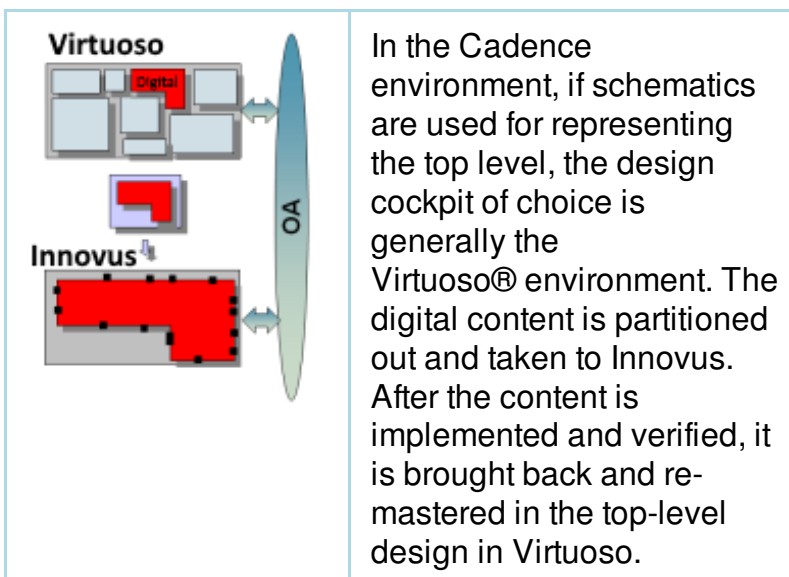 Virtuoso
Digital
OA
Innovus
In the Cadence
environment, if schematics
are used for representing
the top level, the design
cockpit of choice is
generally the
Virtuoso® environment. The
digital content is partitioned
out and taken to Innovus.
After the content is
implemented and verified, it
is brought back and re-
mastered in the top-level
design in Virtuoso.